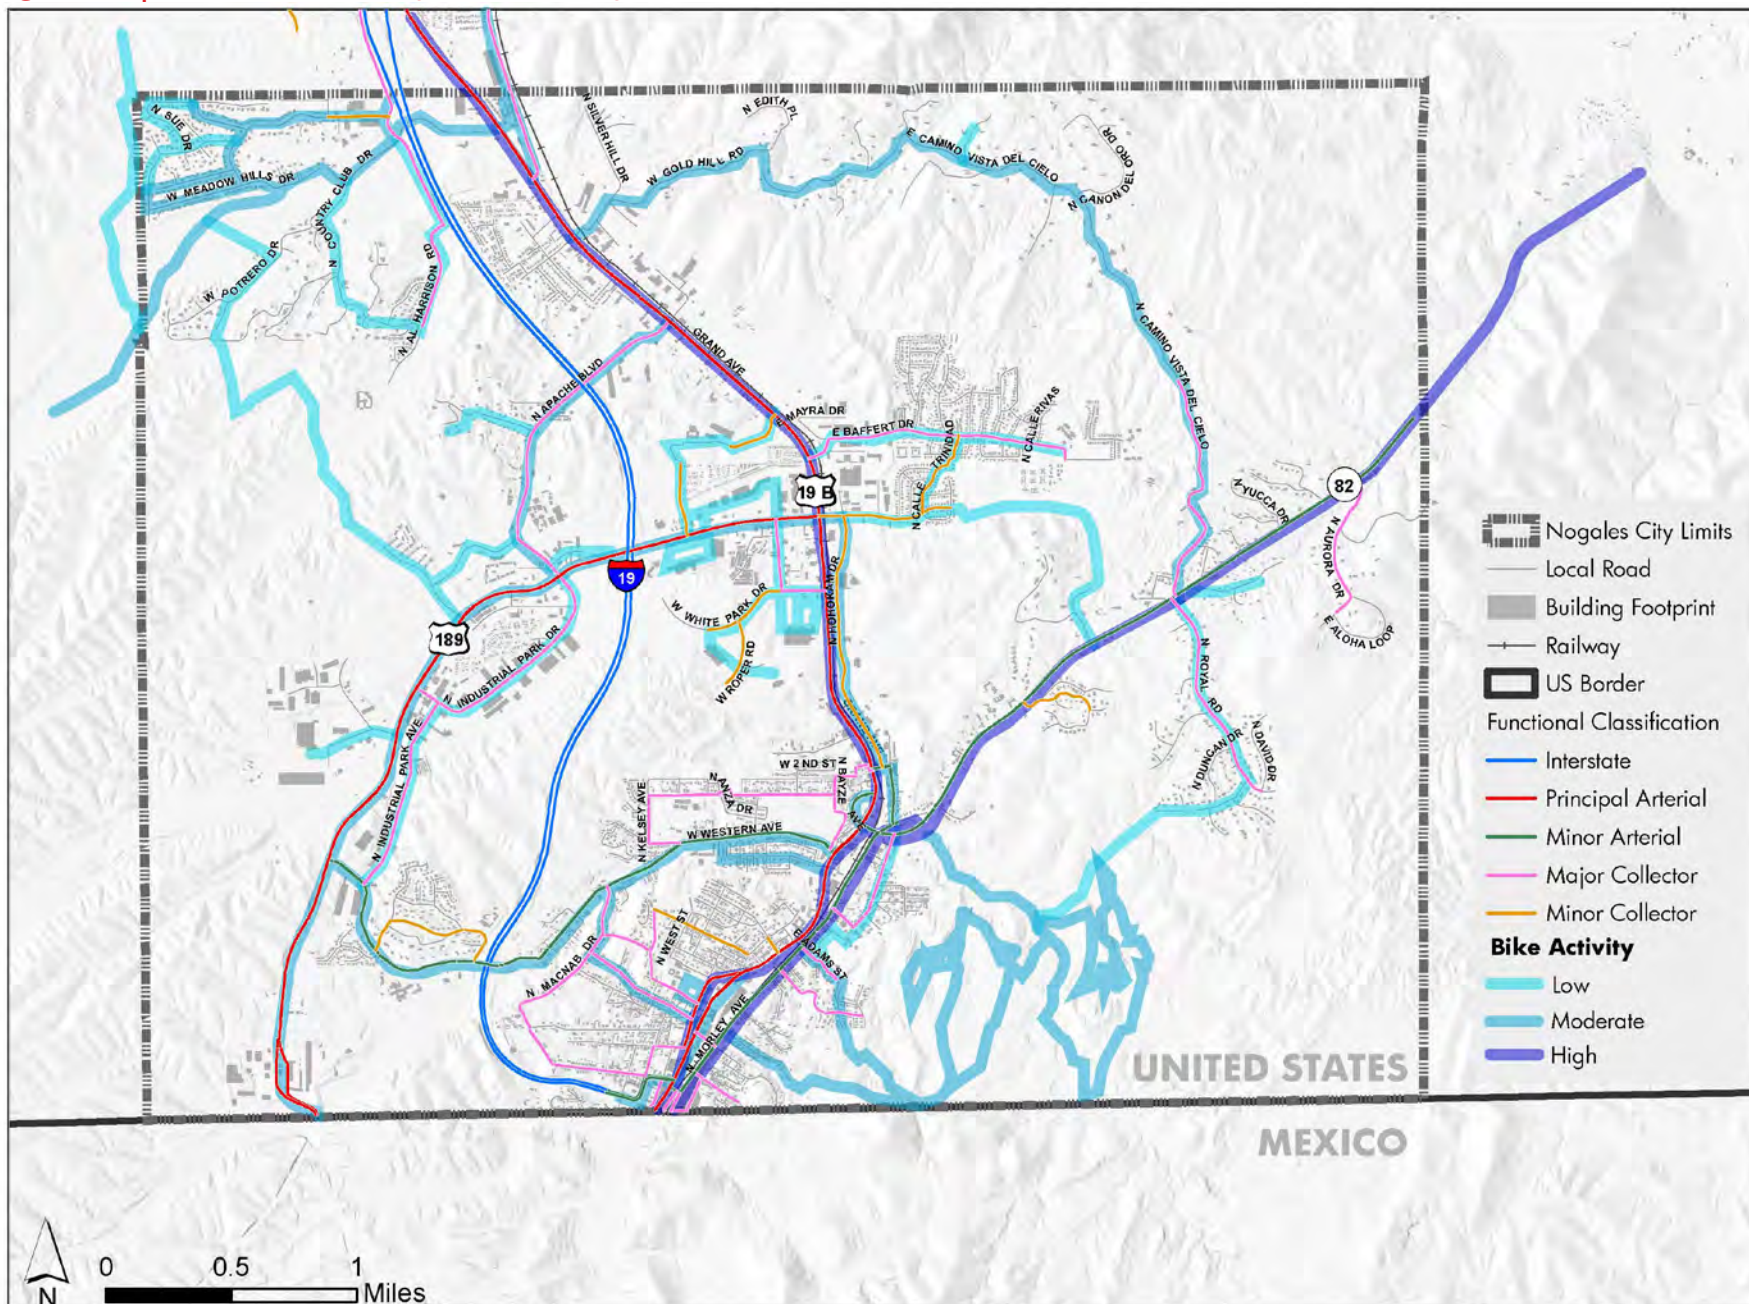 N SUE DR
W MEADOW HILLS DR
N COUNTRY CLUB DR
W POTRERO DR
N AL HARRISON RD
N SILVERHILL DR
N EDITH PL
W GOLD HILL RD
E CAMINO VISTA DEL CIELO
N CANON DEL ORO DR
N CAMINO VISTA DEL CIELO
GRAND AVE
N APACHE BLVD
MAYRA DR
E BAFFERT DR
N CALLE RIVAS
N CALLE TRINIDAD
19 B
19
189
82
N YUCCA DR
N AURORA DR
E ALOHA LOOP
N HOHOKAM DR
W WHITE PARK DR
W ROPER RD
N INDUSTRIAL PARK DR
N INDUSTRIAL PARK AVE
N ROYAL RD
N DUNCAN DR
N DAVID DR
W 2ND ST
N BAYZE AVE
N ANZA DR
N KELSEY AVE
W WESTERN AVE
N WEST ST
E ADAMS ST
N MACNAB DR
N MORLEY AVE
UNITED STATES
MEXICO
Nogales City Limits
Local Road
Building Footprint
Railway
US Border
Functional Classification
Interstate
Principal Arterial
Minor Arterial
Major Collector
Minor Collector
Bike Activity
Low
Moderate
High
0 0.5 1
Miles
N